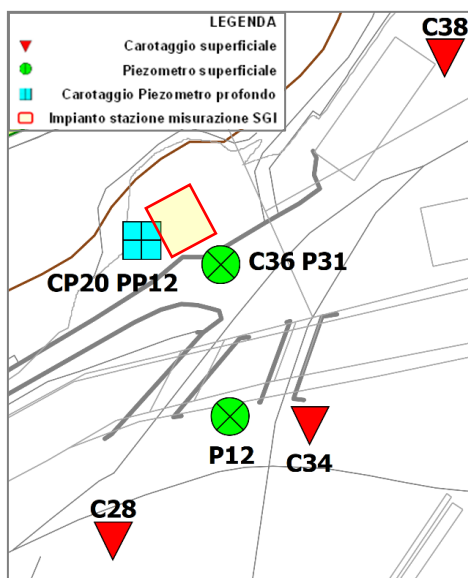 LEGENDA
Carotaggio superficiale
Piezometro superficiale
Carotaggio Piezometro profondo
Impianto stazione misurazione SGI
C38
C36 P31
CP20 PP12
P12
C34
C28